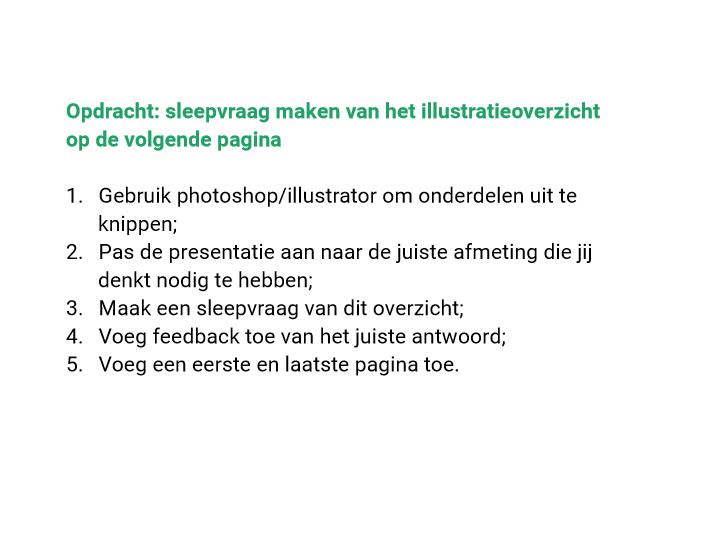 Opdracht: sleepvraag maken van het illustratieoverzicht
op de volgende pagina
1. Gebruik photoshop/illustrator om onderdelen uit te
knippen;
2. Pas de presentatie aan naar de juiste afmeting die jij
denkt nodig te hebben;
3. Maak een sleepvraag van dit overzicht;
4. Voeg feedback toe van het juiste antwoord;
5. Voeg een eerste en laatste pagina toe.